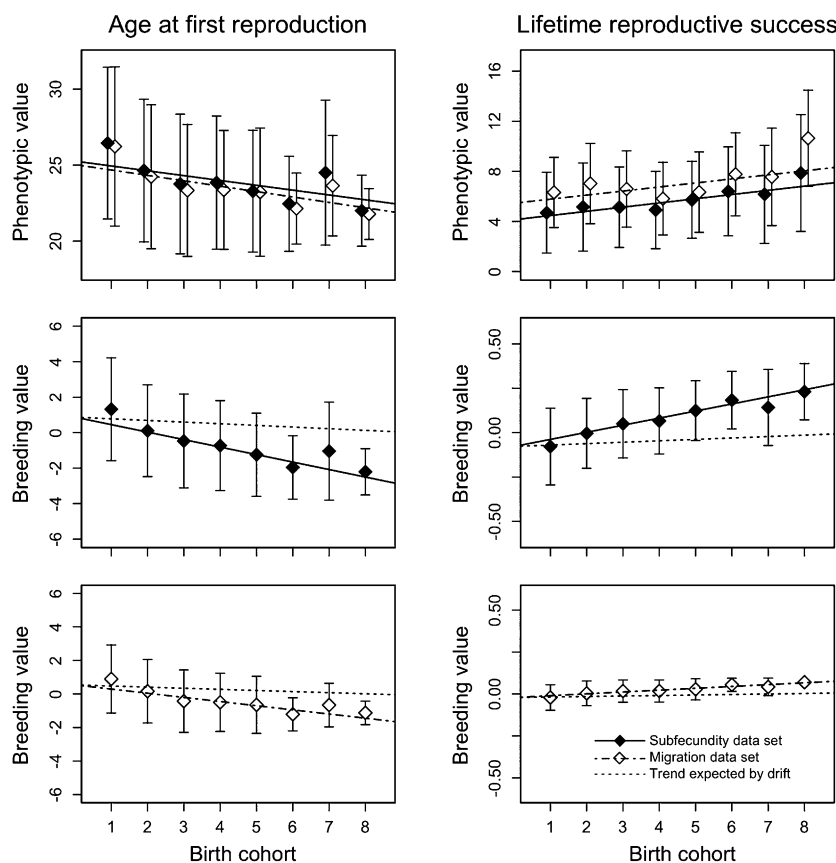 Age at first reproduction
Lifetime reproductive success
Phenotypic value
30
25
20
Phenotypic value
16
12
8
4
0
Breeding value
6
4
2
0
-2
-4
-6
Breeding value
0.50
0.00
-0.50
Breeding value
6
4
2
0
-2
-4
-6
1 2 3 4 5 6 7 8
Birth cohort
Breeding value
0.50
0.00
-0.50
Subfecundity data set
Migration data set
Trend expected by drift
1 2 3 4 5 6 7 8
Birth cohort